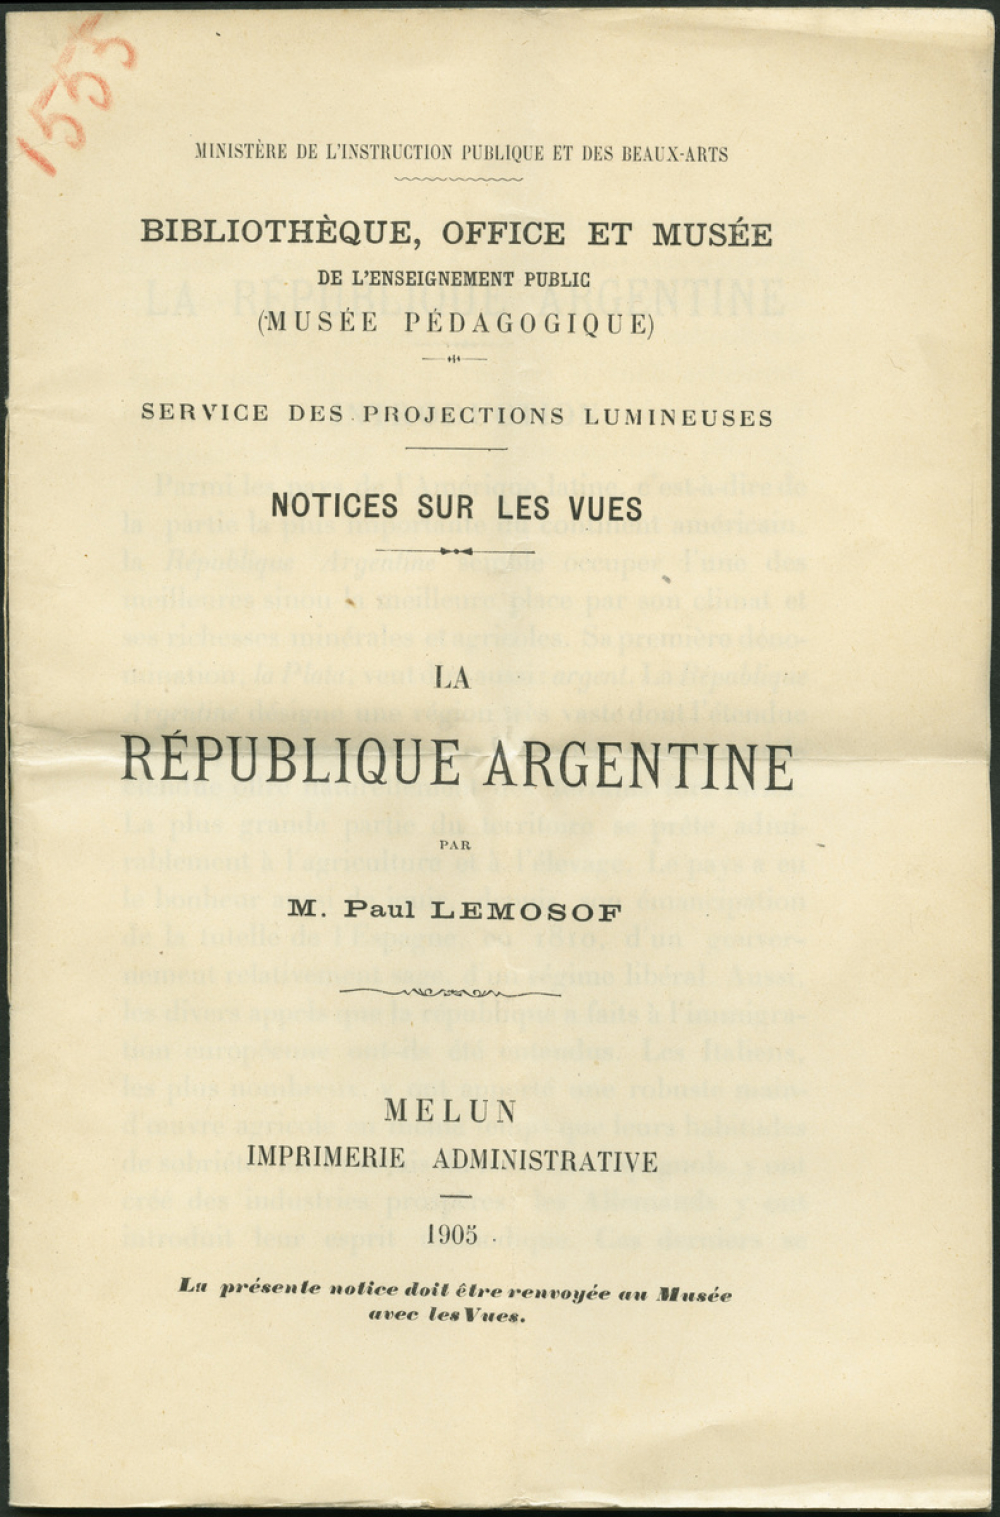 1555
MINISTÈRE DE L'INSTRUCTION PUBLIQUE ET DES BEAUX-ARTS
BIBLIOTHÈQUE, OFFICE ET MUSÉE
DE L'ENSEIGNEMENT PUBLIC
(MUSÉE PÉDAGOGIQUE)
SERVICE DES PROJECTIONS LUMINEUSES
NOTICES SUR LES VUES
LA
RÉPUBLIQUE ARGENTINE
PAR
M. Paul LEMOSOF
MELUN
IMPRIMERIE ADMINISTRATIVE
1905
La présente notice doit être renvoyée au Musée
avec les Vues.